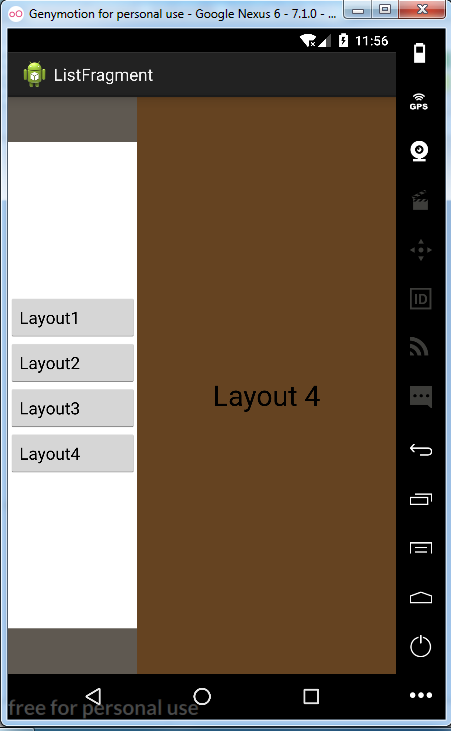 Genymotion for personal use - Google Nexus 6 - 7.1.0 - ...
11:56
ListFragment
GPS
ID
Layout1
Layout2
Layout3
Layout4
Layout 4
free for personal use